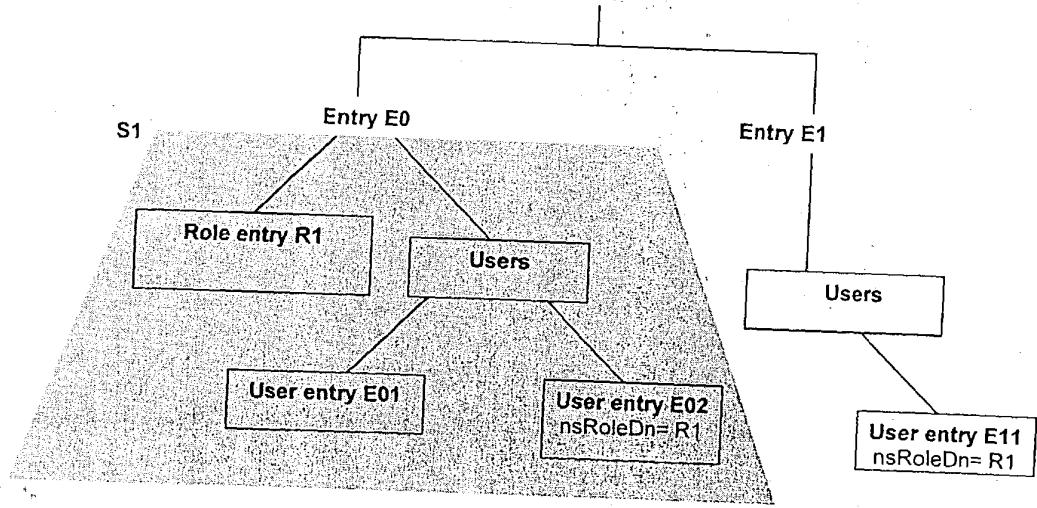 Entry E0
S1
Entry E1
Role entry R1
Users
Users
User entry E01
User entry E02
nsRoleDn= R1
User entry E11
nsRoleDn= R1